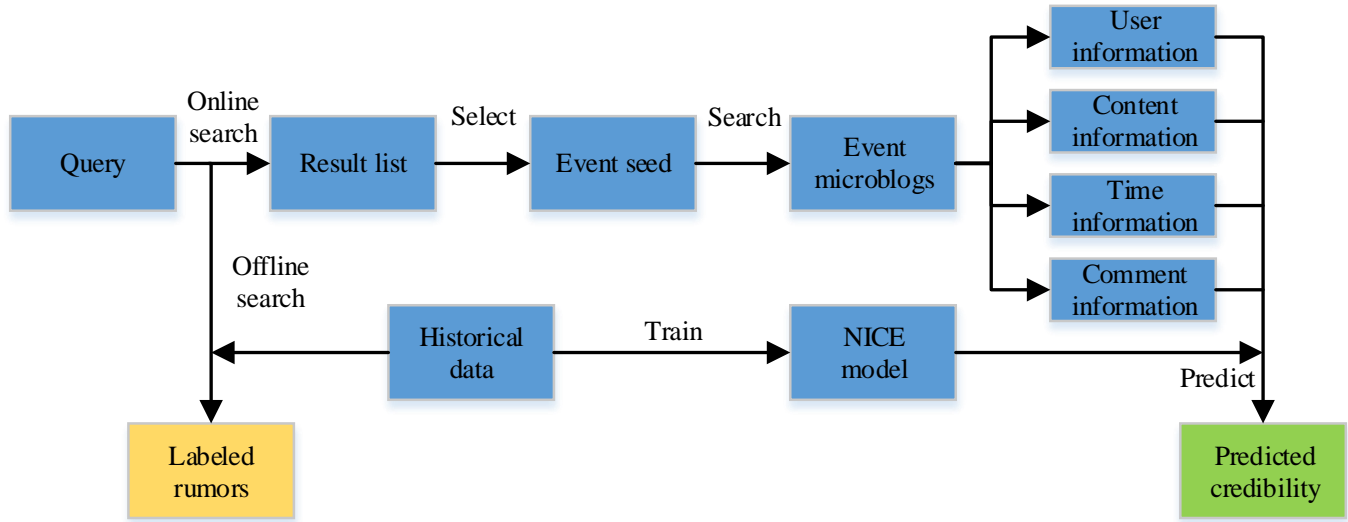 User
information
Online
search
Select
Search
Content
information
Query
Result list
Event seed
Event
microblogs
Time
information
Offline
search
Comment
information
Historical
data
Train
NICE
model
Predict
Labeled
rumors
Predicted
credibility